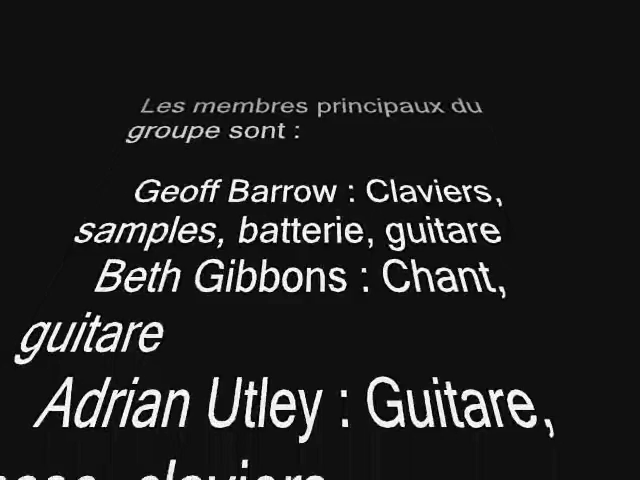 Les membres principaux du
groupe sont :
Geoff Barrow : Claviers,
samples, batterie, guitare
Beth Gibbons : Chant,
guitare
Adrian Utley : Guitare,
claviers